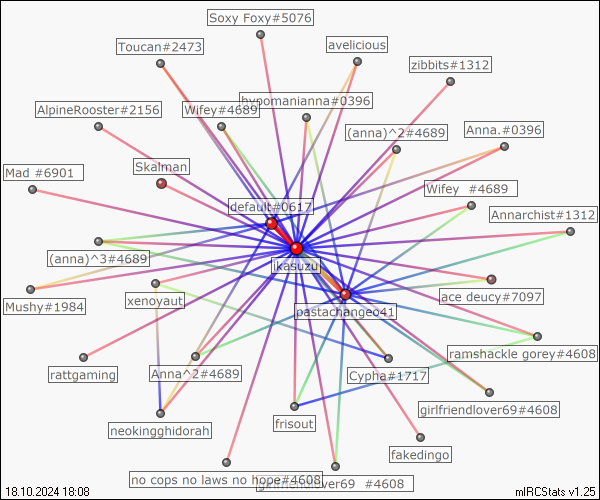 Soxy Foxy#5076
Toucan#2473
avelicious
zibbits#1312
hypomanianna#0396
AlpineRooster#2156
Wifey#4689
(anna)^2#4689
Anna.#0396
Skalman
Mad #6901
Wifey #4689
default#0617
Annarchist#1312
(anna)^3#4689
ikasuzu
xenoyaut
ace deucy#7097
Mushy#1984
pastachangeo41
ramshackle gorey#4608
rattgaming
Anna^2#4689
Cypha#1717
girlfriendlover69#4608
frisout
neokingghidorah
fakedingo
no cops no laws no hope#4608
girlfriendlover69 #4608
18.10.2024 18:08
mIRCStats v1.25